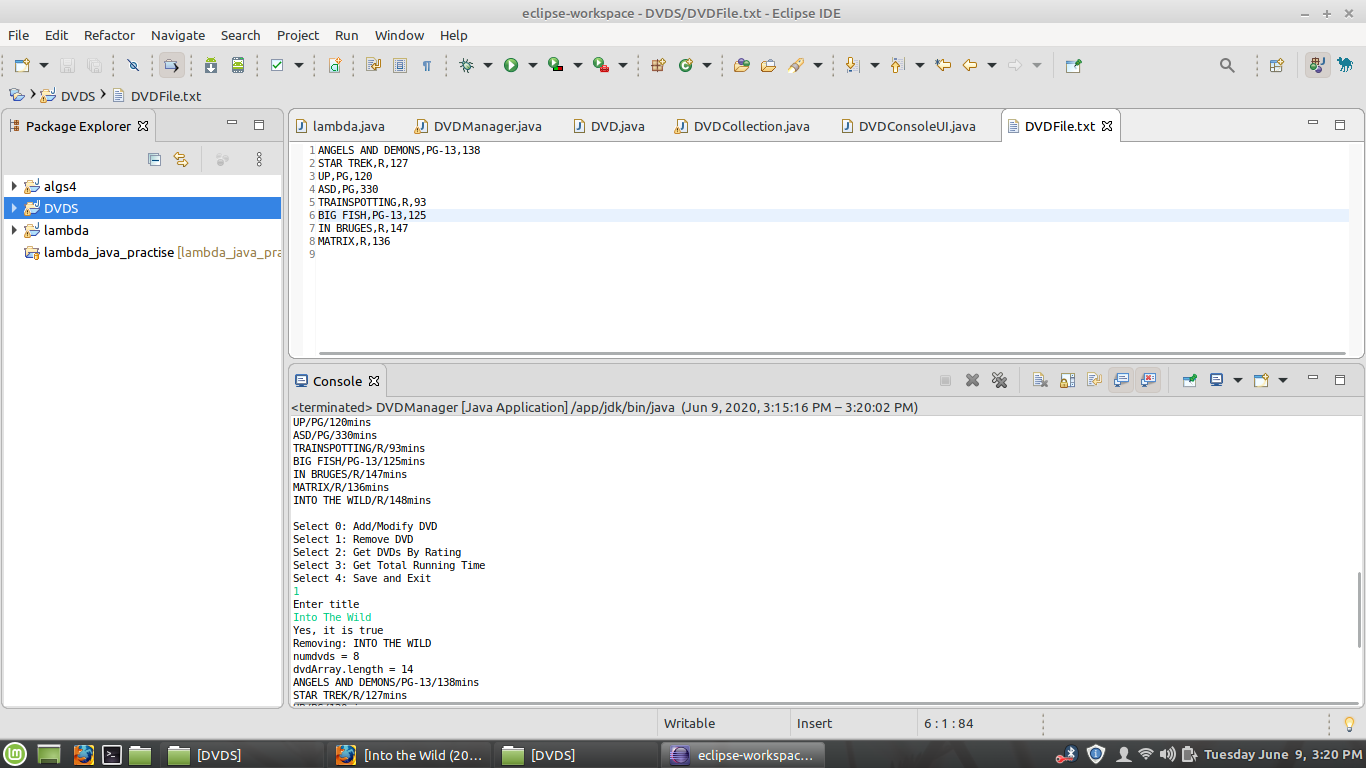 eclipse-workspace - DVDS/DVDFile.txt - Eclipse IDE
File Edit Refactor Navigate Search Project Run Window Help
DVDS DVDFile.txt
Package Explorer
algs4
DVDS
lambda
lambda_java_practise [lambda_java_pra
lambda.java DVDManager.java DVD.java DVDCollection.java DVDConsoleUI.java DVDFile.txt
1 ANGELS AND DEMONS,PG-13,138
2 STAR TREK,R,127
3 UP,PG,120
4 ASD,PG,330
5 TRAINSPOTTING,R,93
6 BIG FISH,PG-13,125
7 IN BRUGES,R,147
8 MATRIX,R,136
9
Console
<terminated> DVDManager [Java Application] /app/jdk/bin/java (Jun 9, 2020, 3:15:16 PM – 3:20:02 PM)
UP/PG/120mins
ASD/PG/330mins
TRAINSPOTTING/R/93mins
BIG FISH/PG-13/125mins
IN BRUGES/R/147mins
MATRIX/R/136mins
INTO THE WILD/R/148mins
Select 0: Add/Modify DVD
Select 1: Remove DVD
Select 2: Get DVDs By Rating
Select 3: Get Total Running Time
Select 4: Save and Exit
1
Enter title
Into The Wild
Yes, it is true
Removing: INTO THE WILD
numdvds = 8
dvdArray.length = 14
ANGELS AND DEMONS/PG-13/138mins
STAR TREK/R/127mins
Writable Insert 6 : 1 : 84
[DVDS] [Into the Wild (20... [DVDS] eclipse-workspac... Tuesday June 9, 3:20 PM